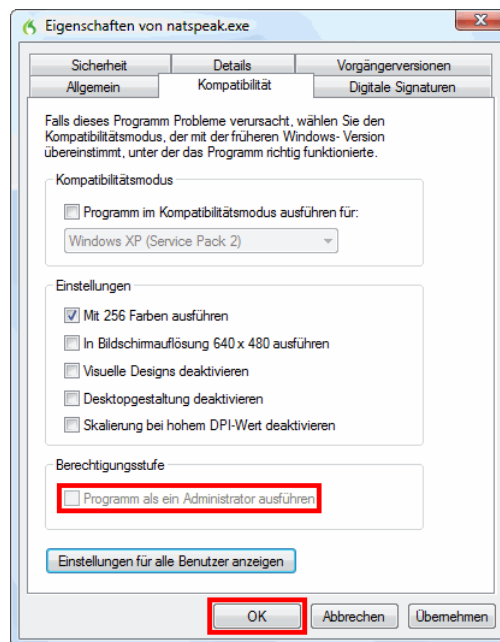 Eigenschaften von natspeak.exe
Sicherheit Details Vorgängerversionen
Allgemein Kompatibilität Digitale Signaturen
Falls dieses Programm Probleme verursacht, wählen Sie den
Kompatibilitätsmodus, der mit der früheren Windows- Version
übereinstimmt, unter der das Programm richtig funktionierte.
Kompatibilitätsmodus
Programm im Kompatibilitätsmodus ausführen für:
Windows XP (Service Pack 2)
Einstellungen
Mit 256 Farben ausführen
In Bildschirmauflösung 640 x 480 ausführen
Visuelle Designs deaktivieren
Desktopgestaltung deaktivieren
Skalierung bei hohem DPI-Wert deaktivieren
Berechtigungsstufe
Programm als ein Administrator ausführen
Einstellungen für alle Benutzer anzeigen
OK Abbrechen Übernehmen